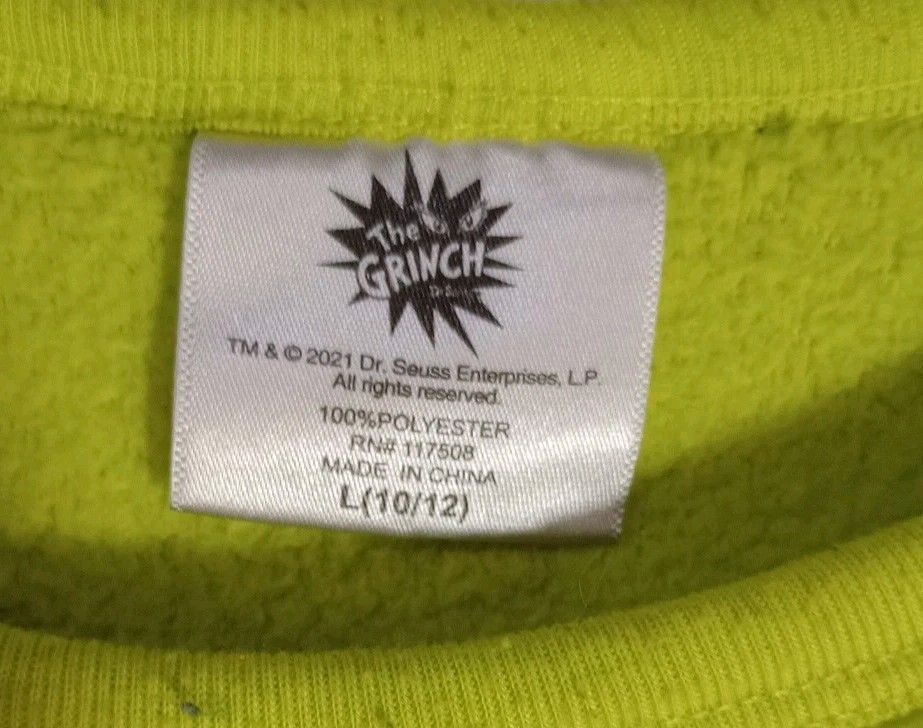 The
GRINCH
TM & © 2021 Dr. Seuss Enterprises, L.P.
All rights reserved.
100%POLYESTER
RN# 117508
MADE IN CHINA
L(10/12)